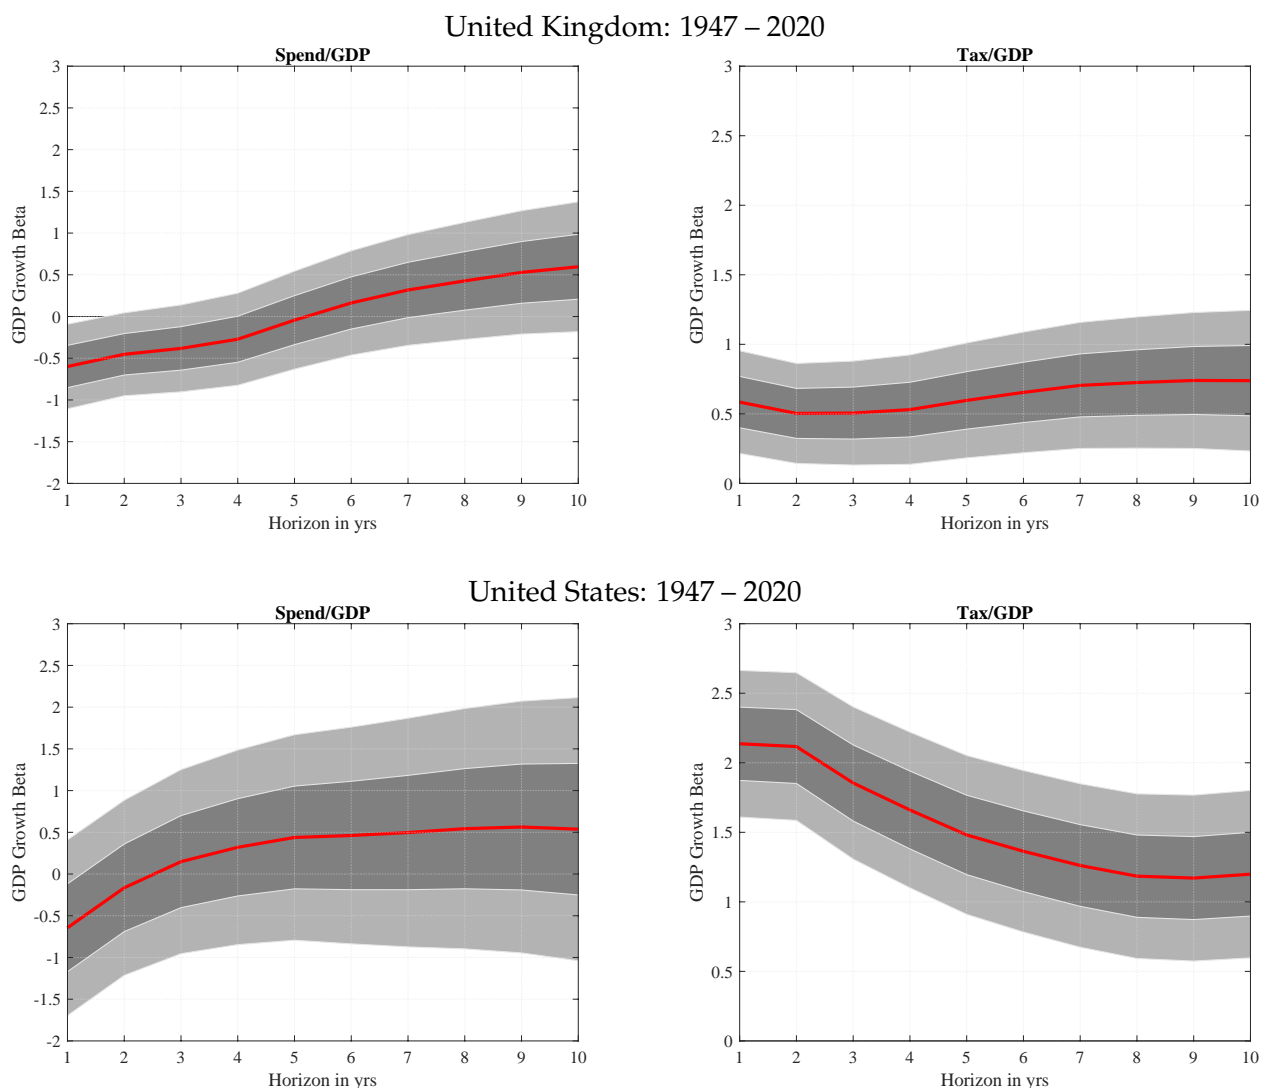 United Kingdom: 1947 – 2020
Spend/GDP
3
2.5
2
1.5
1
0.5
0
-0.5
-1
-1.5
-2
GDP Growth Beta
1 2 3 4 5 6 7 8 9 10
Horizon in yrs
Tax/GDP
3
2.5
2
1.5
1
0.5
0
GDP Growth Beta
1 2 3 4 5 6 7 8 9 10
Horizon in yrs
United States: 1947 – 2020
Spend/GDP
3
2.5
2
1.5
1
0.5
0
-0.5
-1
-1.5
-2
GDP Growth Beta
1 2 3 4 5 6 7 8 9 10
Horizon in yrs
Tax/GDP
3
2.5
2
1.5
1
0.5
0
GDP Growth Beta
1 2 3 4 5 6 7 8 9 10
Horizon in yrs